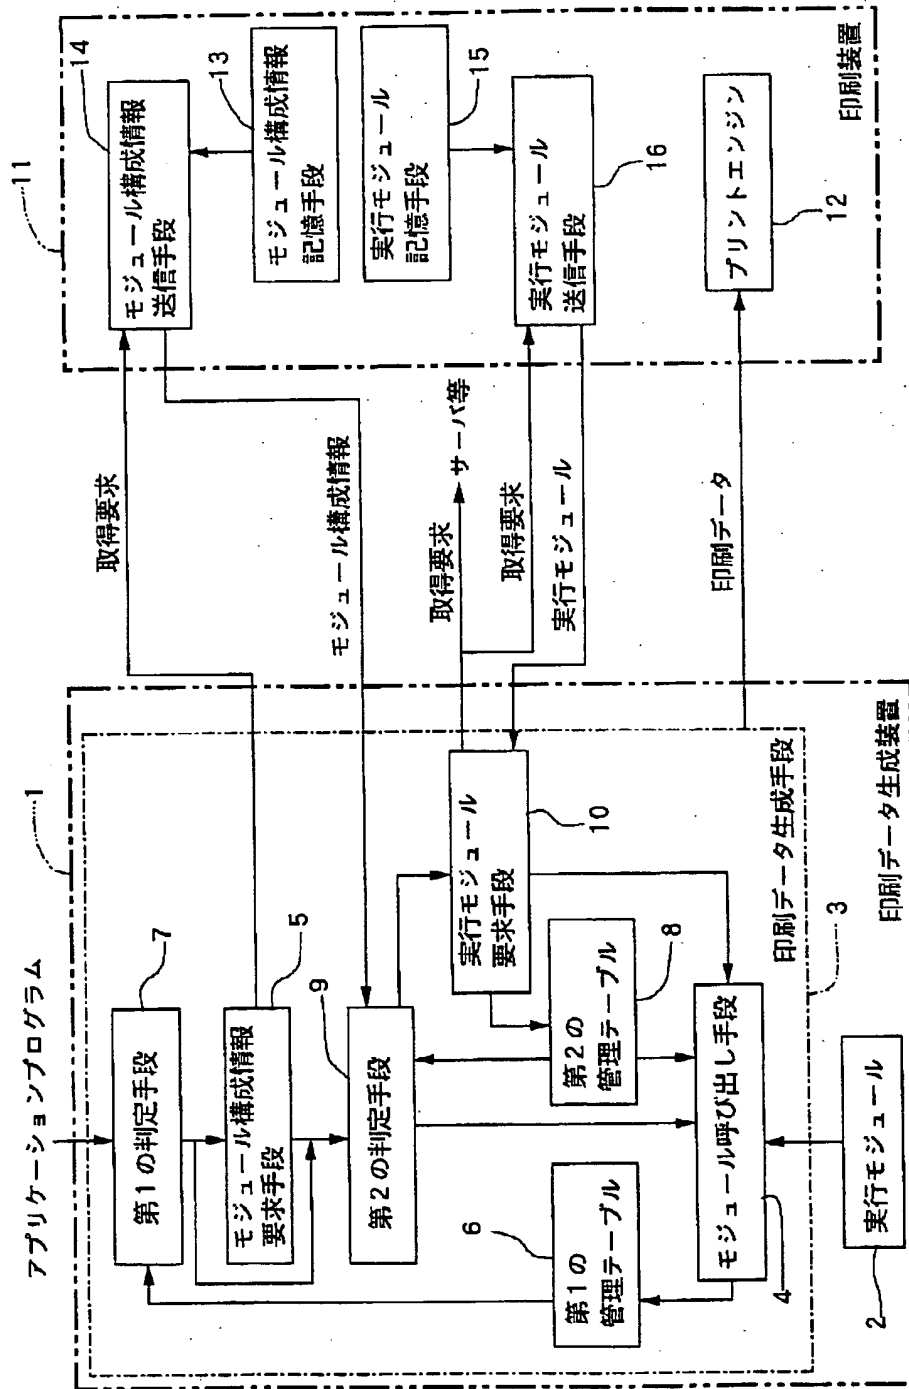 アプリケーションプログラム
1
7
第1の判定手段
5
モジュール構成情報
要求手段
9
第2の判定手段
6
第1の
管理テーブル
第2の
管理テーブル
8
実行モジュール
要求手段
10
モジュール呼び出し手段
4
印刷データ生成手段
3
実行モジュール
2
印刷データ生成装置
取得要求
モジュール構成情報
取得要求
サーバ等
取得要求
実行モジュール
印刷データ
11
14
モジュール構成情報
送信手段
13
モジュール構成情報
記憶手段
実行モジュール
記憶手段
15
実行モジュール
送信手段
16
プリントエンジン
12
印刷装置